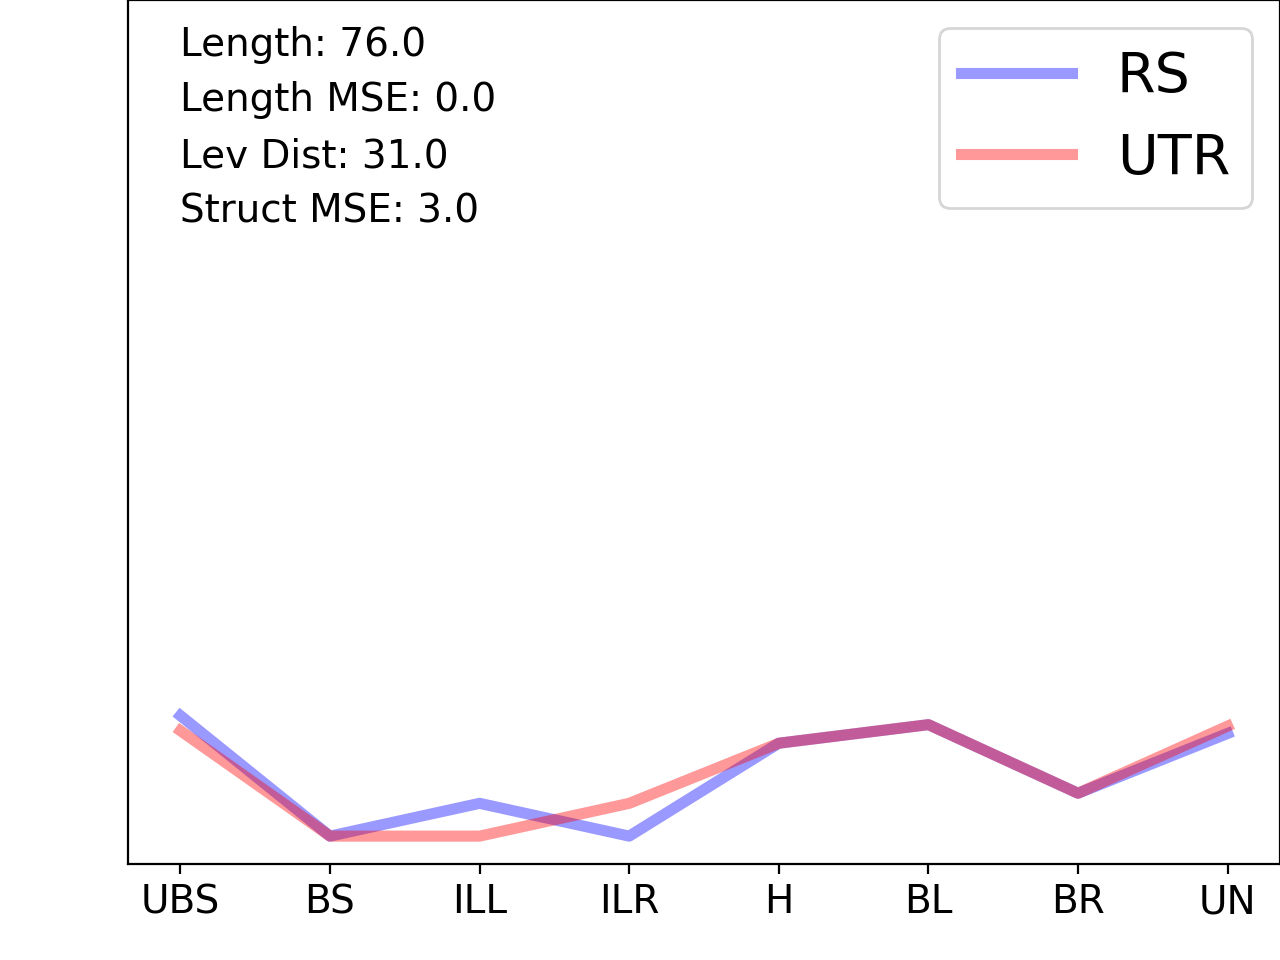 Length: 76.0
Length MSE: 0.0
Lev Dist: 31.0
Struct MSE: 3.0
RS
UTR
UBS BS ILL ILR H BL BR UN